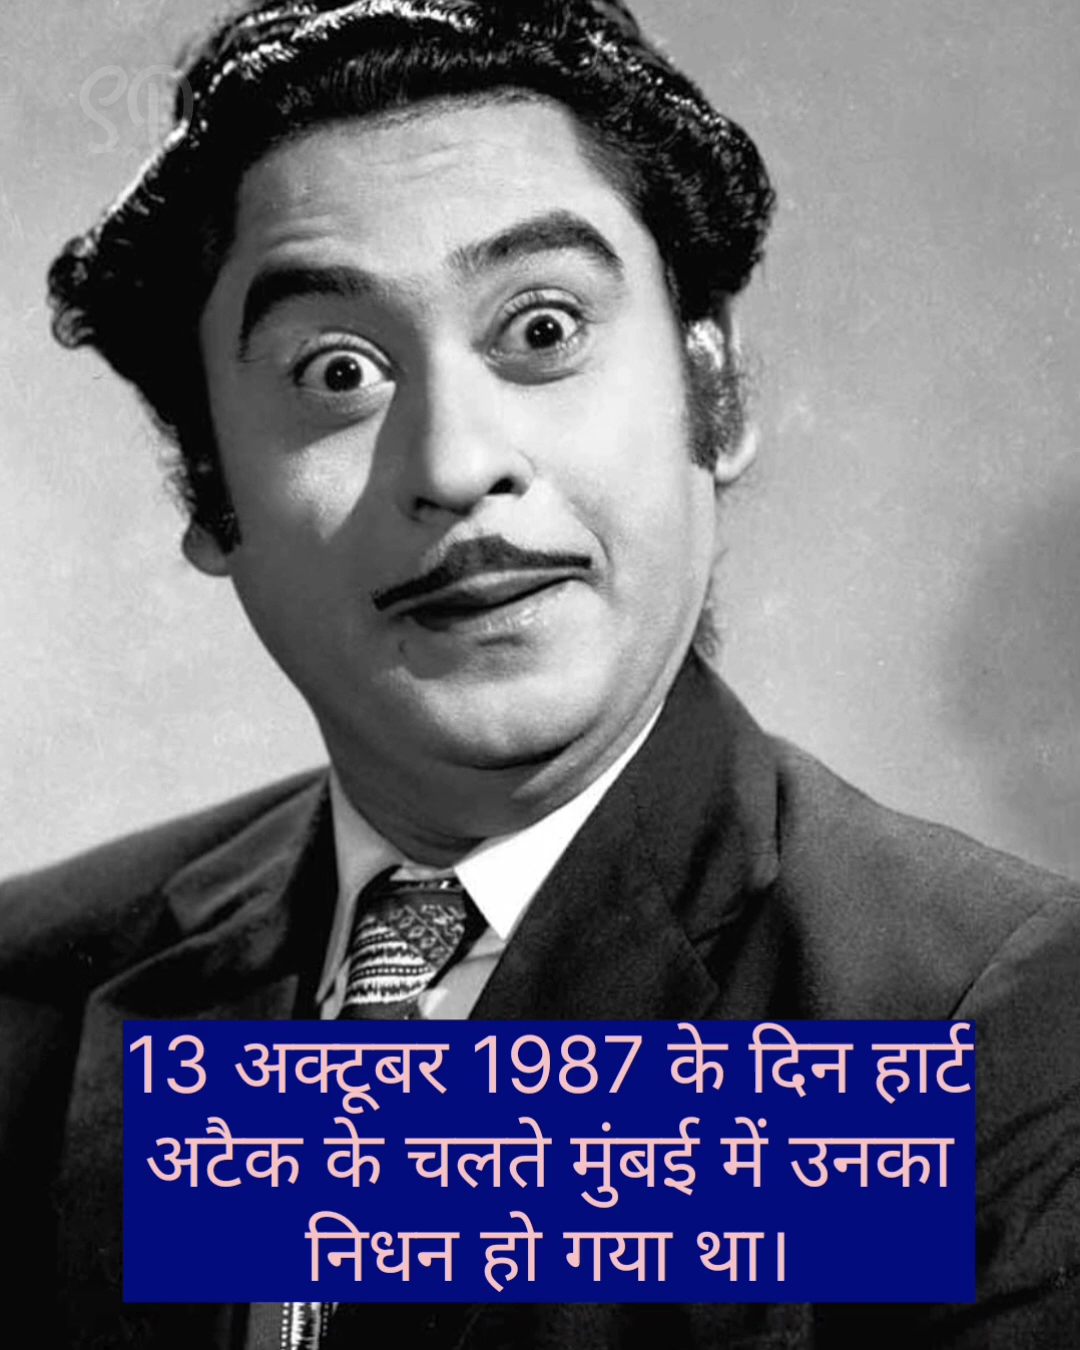 13 अक्टूबर 1987 के दिन हार्ट
अटैक के चलते मुंबई में उनका
निधन हो गया था।